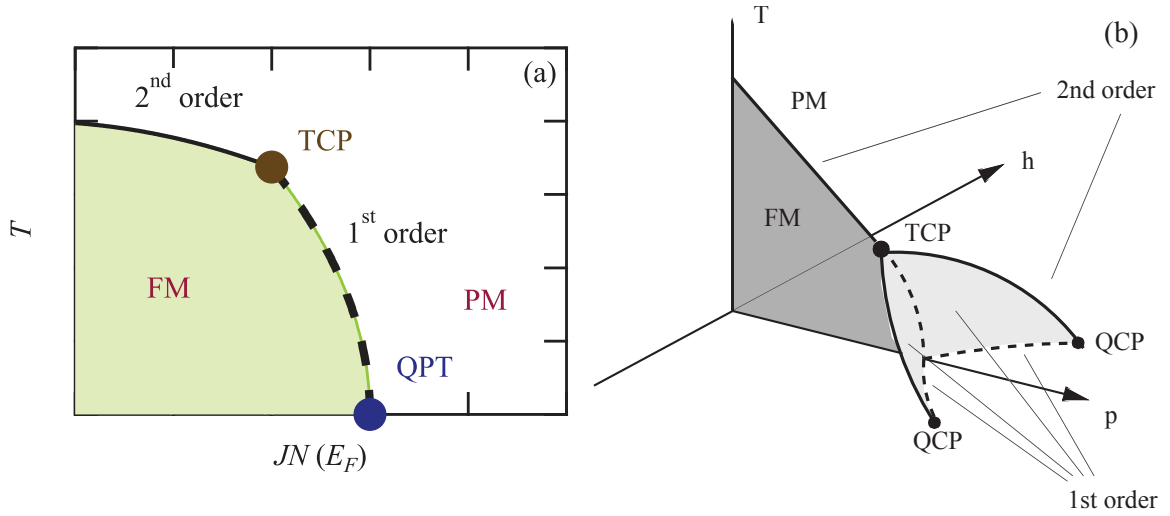 (a)
2nd order
TCP
1st order
T
FM
PM
QPT
JN (EF)
T
(b)
PM
2nd order
h
FM
TCP
QCP
p
QCP
1st order